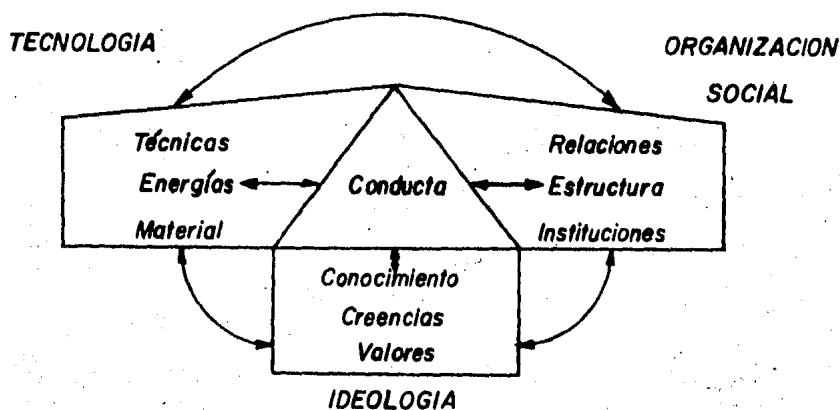 TECNOLOGIA
ORGANIZACION
SOCIAL
Técnicas
Energías
Material
Conducta
Relaciones
Estructura
Instituciones
Conocimiento
Creencias
Valores
IDEOLOGIA